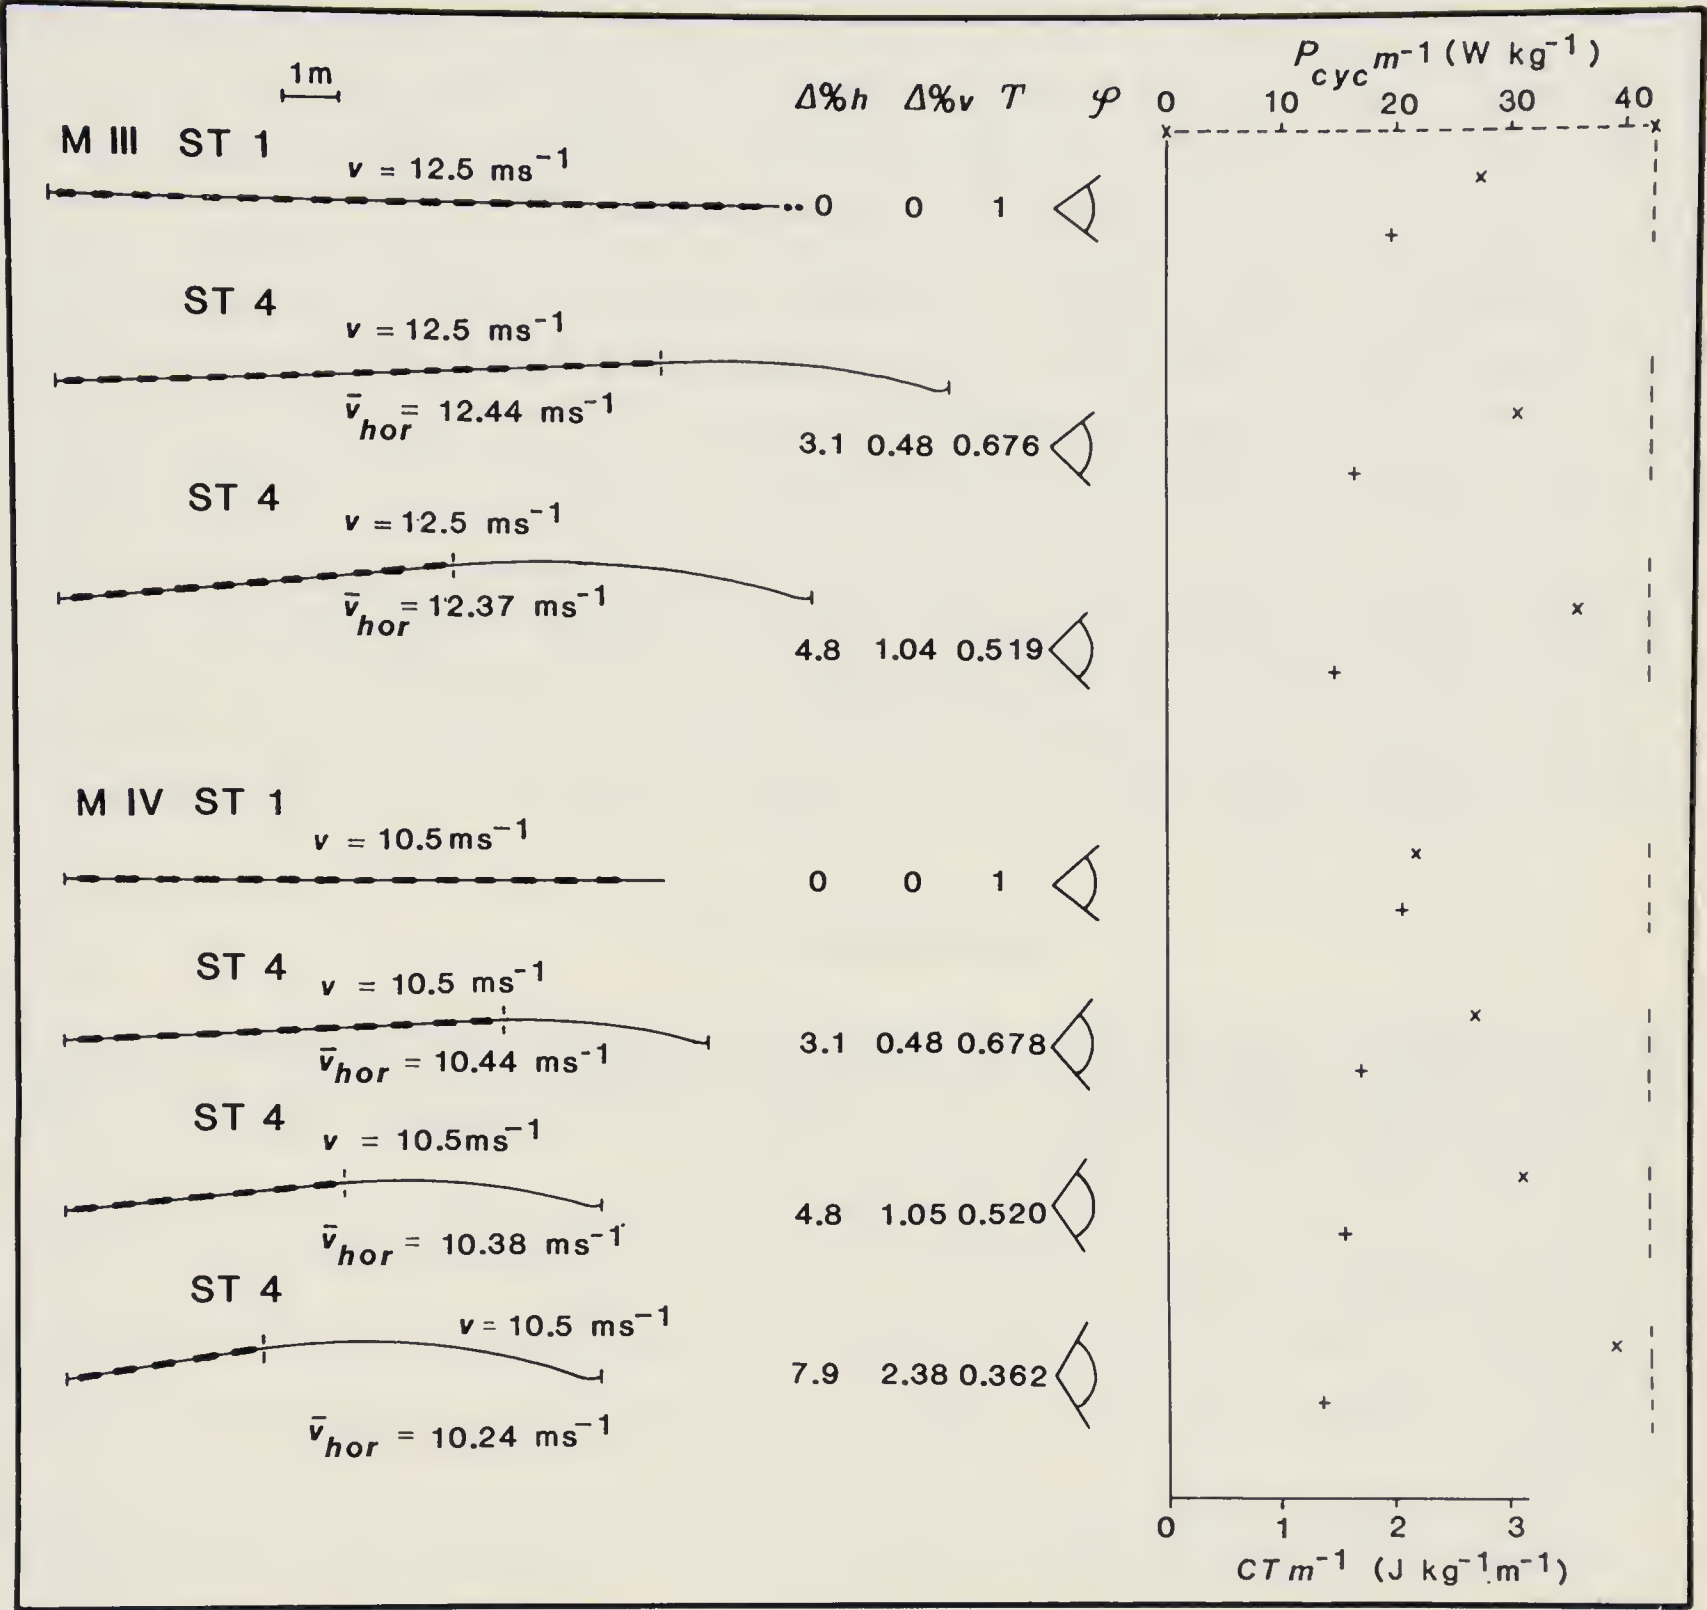 1m
Δ%h Δ%v T φ
P_cyc m⁻¹ (W kg⁻¹)
0 10 20 30 40
M III ST 1
v = 12.5 ms⁻¹
0 0 1
ST 4
v = 12.5 ms⁻¹
v̄_hor = 12.44 ms⁻¹
3.1 0.48 0.676
ST 4
v = 12.5 ms⁻¹
v̄_hor = 12.37 ms⁻¹
4.8 1.04 0.519
M IV ST 1
v = 10.5 ms⁻¹
0 0 1
ST 4
v = 10.5 ms⁻¹
v̄_hor = 10.44 ms⁻¹
3.1 0.48 0.678
ST 4
v = 10.5 ms⁻¹
v̄_hor = 10.38 ms⁻¹
4.8 1.05 0.520
ST 4
v = 10.5 ms⁻¹
v̄_hor = 10.24 ms⁻¹
7.9 2.38 0.362
0 1 2 3
CT m⁻¹ (J kg⁻¹.m⁻¹)